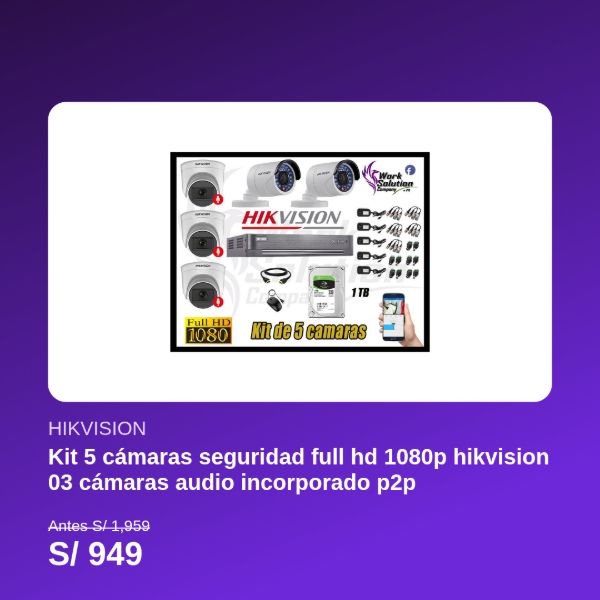 Work
Solution
Company
HIKVISION
1 TB
Full HD
1080
Kit de 5 camaras
HIKVISION
Kit 5 cámaras seguridad full hd 1080p hikvision
03 cámaras audio incorporado p2p
Antes S/ 1,959
S/ 949